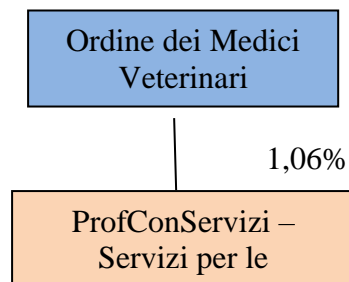 Ordine dei Medici
Veterinari
1,06%
ProfConServizi –
Servizi per le